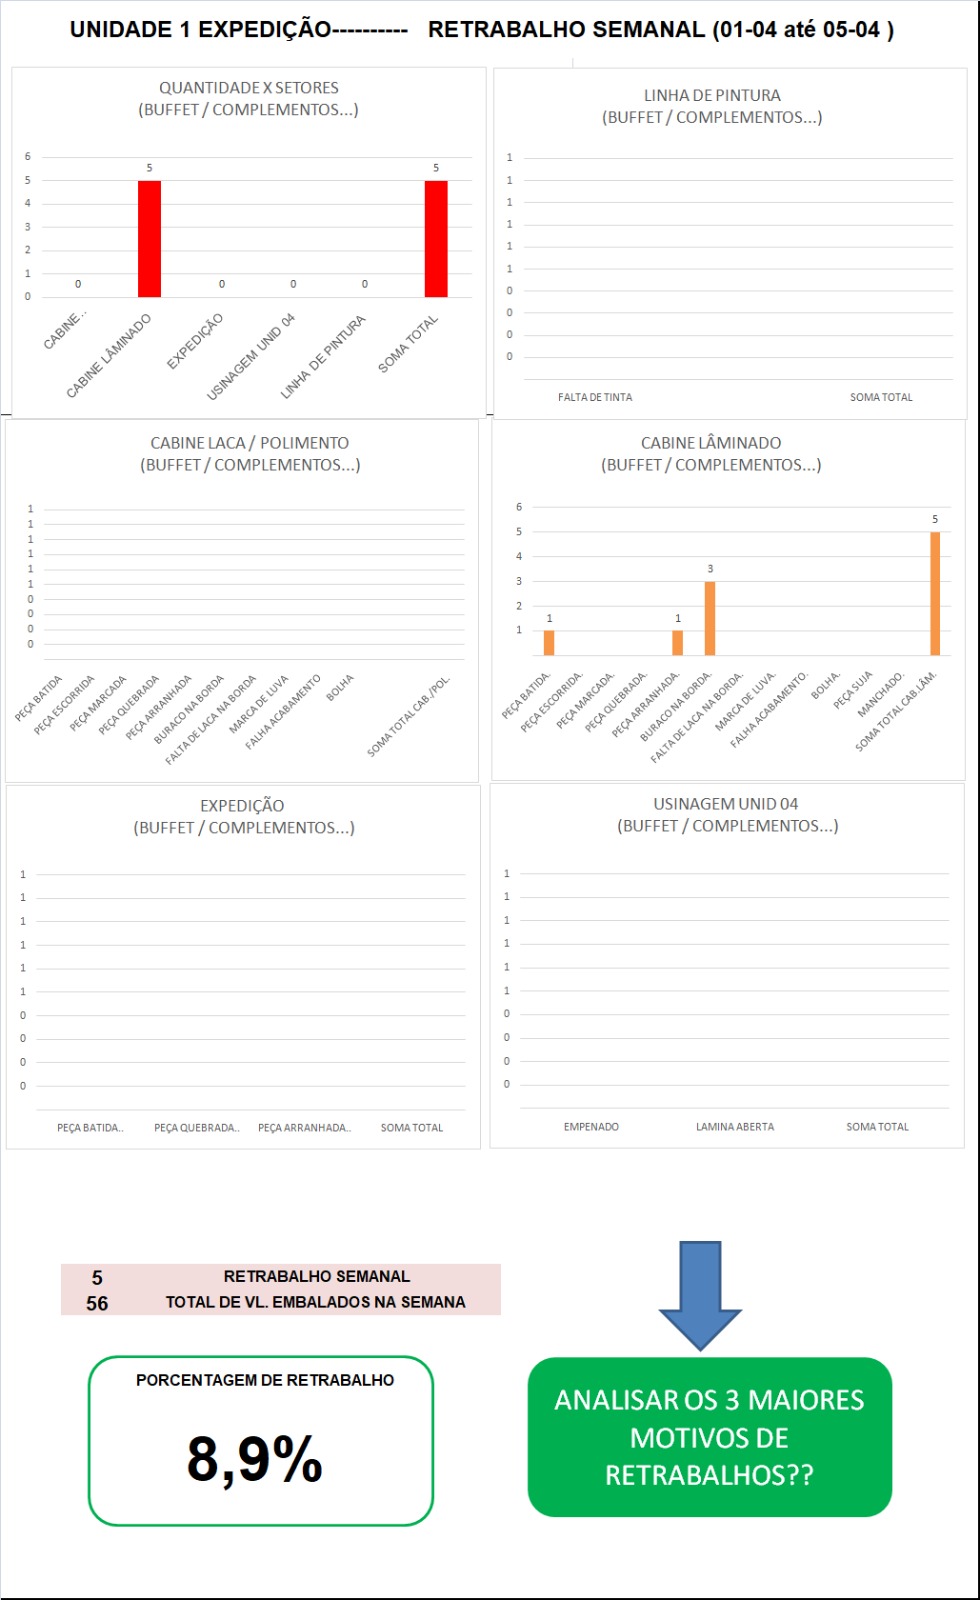 UNIDADE 1 EXPEDIÇÃO---------- RETRABALHO SEMANAL (01-04 até 05-04 )
QUANTIDADE X SETORES
(BUFFET / COMPLEMENTOS...)
6
5
4
3
2
1
0
0
5
0
0
0
5
CABINE..
CABINE LÂMINADO
EXPEDIÇÃO
USINAGEM UNID 04
LINHA DE PINTURA
SOMA TOTAL
LINHA DE PINTURA
(BUFFET / COMPLEMENTOS...)
1
1
1
1
1
1
0
0
0
0
FALTA DE TINTA
SOMA TOTAL
CABINE LACA / POLIMENTO
(BUFFET / COMPLEMENTOS...)
1
1
1
1
1
1
0
0
0
0
PEÇA BATIDA
PEÇA ESCORRIDA
PEÇA MARCADA
PEÇA QUEBRADA
PEÇA ARRANHADA
BURACO NA BORDA
FALTA DE LACA NA BORDA
MARCA DE LUVA
FALHA ACABAMENTO
BOLHA
SOMA TOTAL CAB./POL.
CABINE LÂMINADO
(BUFFET / COMPLEMENTOS...)
6
5
4
3
2
1
1
1
3
5
PEÇA BATIDA.
PEÇA ESCORRIDA.
PEÇA MARCADA.
PEÇA QUEBRADA.
PEÇA ARRANHADA.
BURACO NA BORDA.
FALTA DE LACA NA BORDA.
MARCA DE LUVA.
FALHA ACABAMENTO.
BOLHA.
PEÇA SUJA
MANCHADO.
SOMA TOTAL CAB.LÂM.
EXPEDIÇÃO
(BUFFET / COMPLEMENTOS...)
1
1
1
1
1
1
0
0
0
0
PEÇA BATIDA..
PEÇA QUEBRADA..
PEÇA ARRANHADA..
SOMA TOTAL
USINAGEM UNID 04
(BUFFET / COMPLEMENTOS...)
1
1
1
1
1
1
0
0
0
0
EMPENADO
LAMINA ABERTA
SOMA TOTAL
5 RETRABALHO SEMANAL
56 TOTAL DE VL. EMBALADOS NA SEMANA
PORCENTAGEM DE RETRABALHO
8,9%
ANALISAR OS 3 MAIORES
MOTIVOS DE
RETRABALHOS??